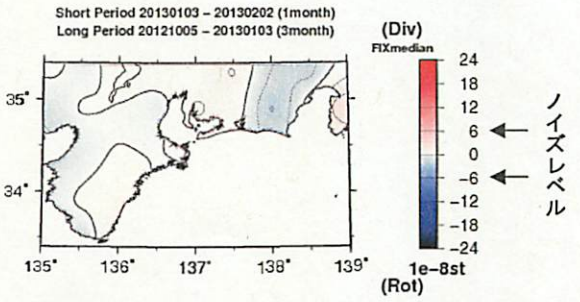 Short Period 20130103 – 20130202 (1month)
Long Period 20121005 – 20130103 (3month)
(Div)
FIXmedian
24
18
12
6
0
-6
-12
-18
-24
1e-8st
(Rot)
ノイズレベル
35°
34°
135°
136°
137°
138°
139°